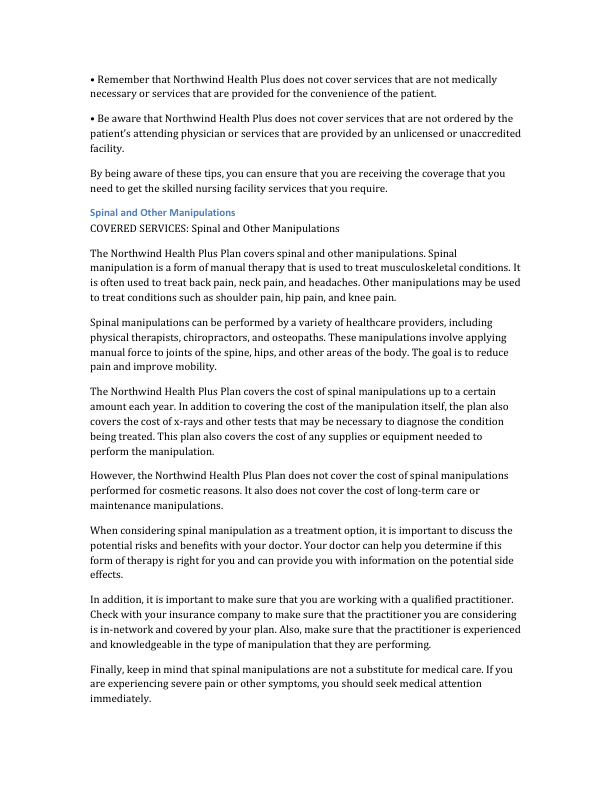 • Remember that Northwind Health Plus does not cover services that are not medically
necessary or services that are provided for the convenience of the patient.
• Be aware that Northwind Health Plus does not cover services that are not ordered by the
patient's attending physician or services that are provided by an unlicensed or unaccredited
facility.
By being aware of these tips, you can ensure that you are receiving the coverage that you
need to get the skilled nursing facility services that you require.
Spinal and Other Manipulations
COVERED SERVICES: Spinal and Other Manipulations
The Northwind Health Plus Plan covers spinal and other manipulations. Spinal
manipulation is a form of manual therapy that is used to treat musculoskeletal conditions. It
is often used to treat back pain, neck pain, and headaches. Other manipulations may be used
to treat conditions such as shoulder pain, hip pain, and knee pain.
Spinal manipulations can be performed by a variety of healthcare providers, including
physical therapists, chiropractors, and osteopaths. These manipulations involve applying
manual force to joints of the spine, hips, and other areas of the body. The goal is to reduce
pain and improve mobility.
The Northwind Health Plus Plan covers the cost of spinal manipulations up to a certain
amount each year. In addition to covering the cost of the manipulation itself, the plan also
covers the cost of x-rays and other tests that may be necessary to diagnose the condition
being treated. This plan also covers the cost of any supplies or equipment needed to
perform the manipulation.
However, the Northwind Health Plus Plan does not cover the cost of spinal manipulations
performed for cosmetic reasons. It also does not cover the cost of long-term care or
maintenance manipulations.
When considering spinal manipulation as a treatment option, it is important to discuss the
potential risks and benefits with your doctor. Your doctor can help you determine if this
form of therapy is right for you and can provide you with information on the potential side
effects.
In addition, it is important to make sure that you are working with a qualified practitioner.
Check with your insurance company to make sure that the practitioner you are considering
is in-network and covered by your plan. Also, make sure that the practitioner is experienced
and knowledgeable in the type of manipulation that they are performing.
Finally, keep in mind that spinal manipulations are not a substitute for medical care. If you
are experiencing severe pain or other symptoms, you should seek medical attention
immediately.